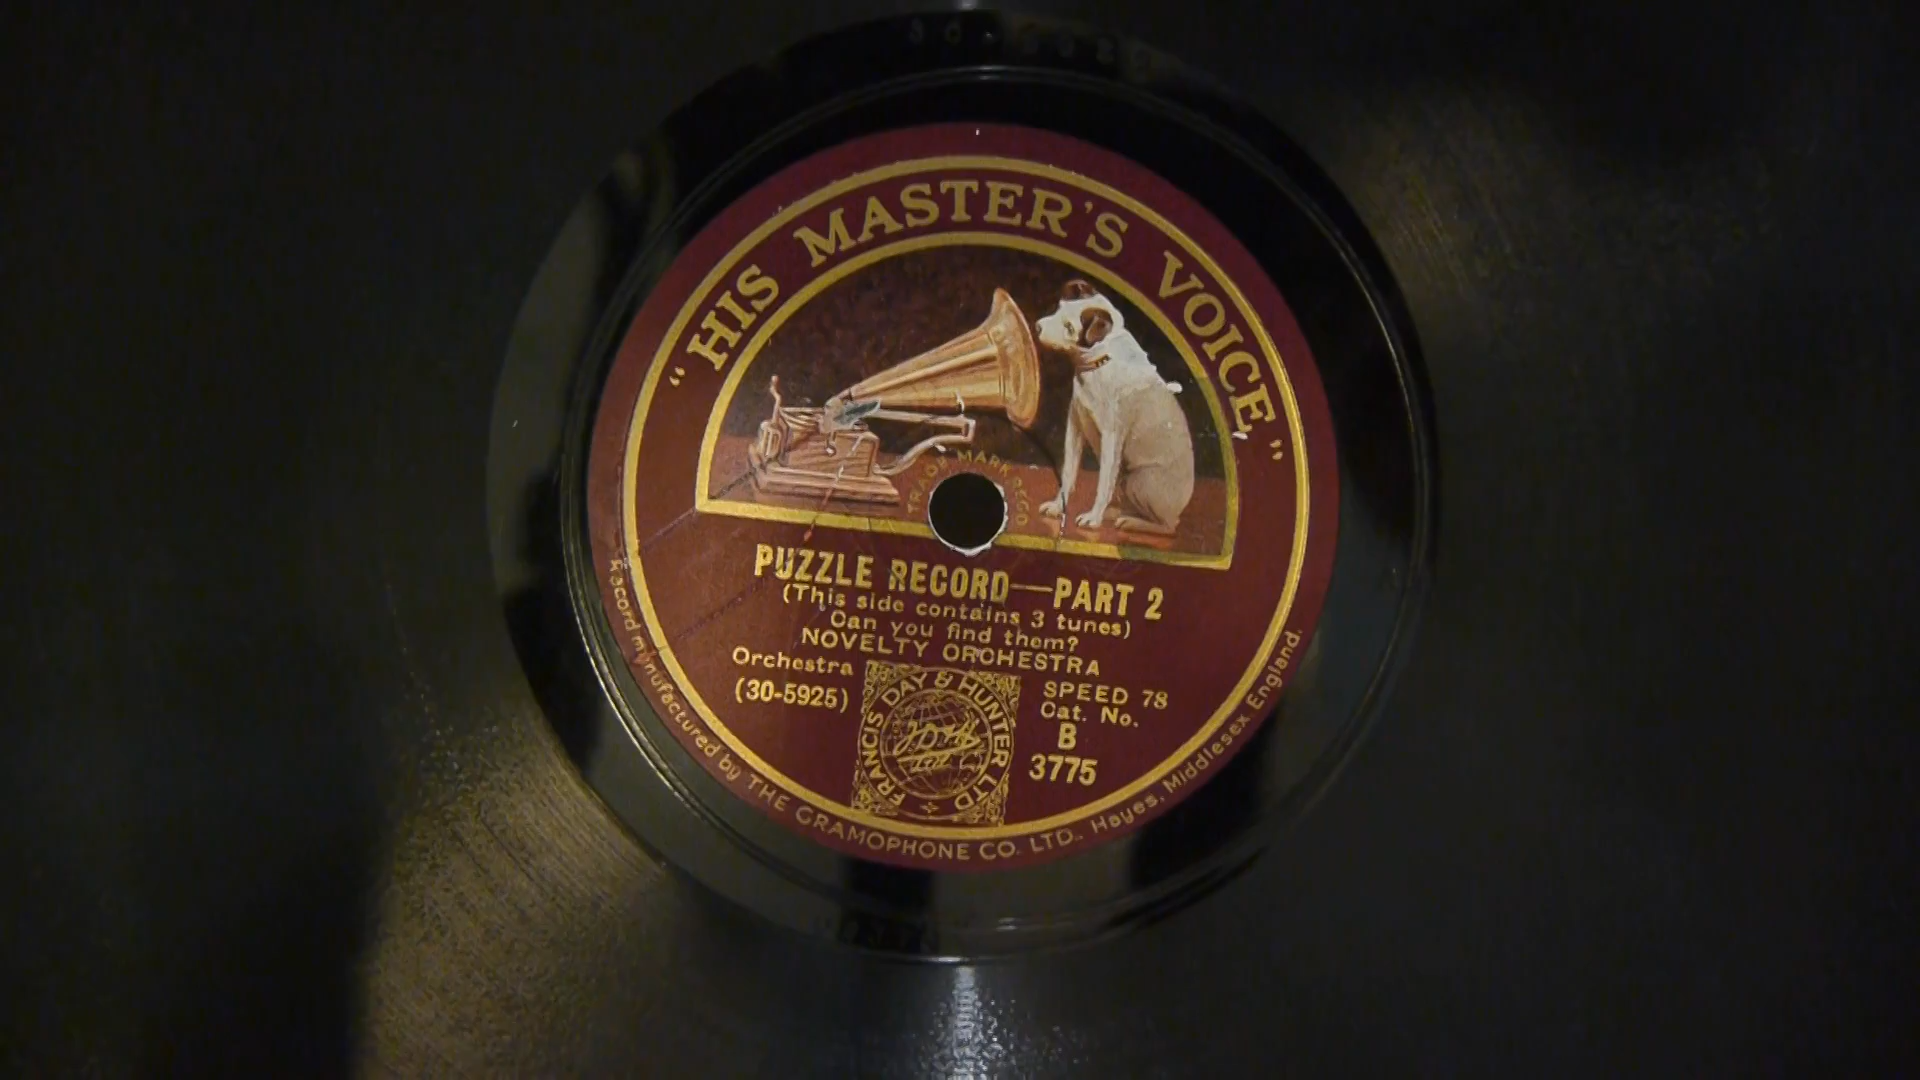 "HIS MASTER'S VOICE"
TRADE MARK RECD
PUZZLE RECORD—PART 2
(This side contains 3 tunes)
Can you find them?
NOVELTY ORCHESTRA
Orchestra
(30-5925)
FRANCIS DAY & HUNTER LTD
SPEED 78
Cat. No.
B
3775
Record manufactured by THE GRAMOPHONE CO. LTD., Hayes, Middlesex England.